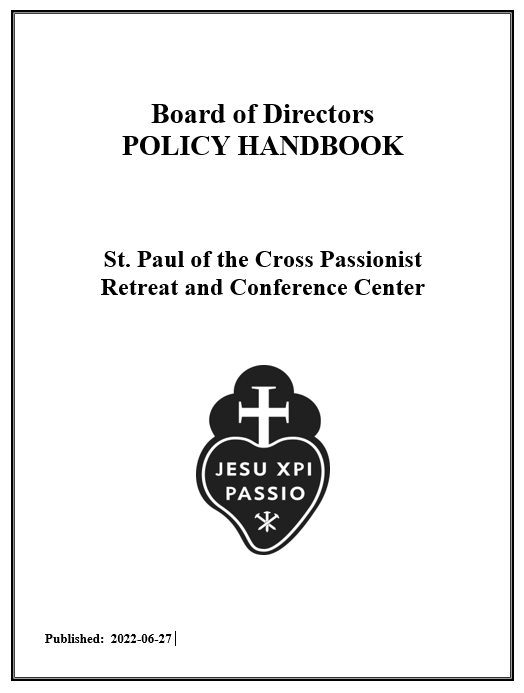 Board of Directors
POLICY HANDBOOK
St. Paul of the Cross Passionist
Retreat and Conference Center
JESU XPI
PASSIO
Published: 2022-06-27